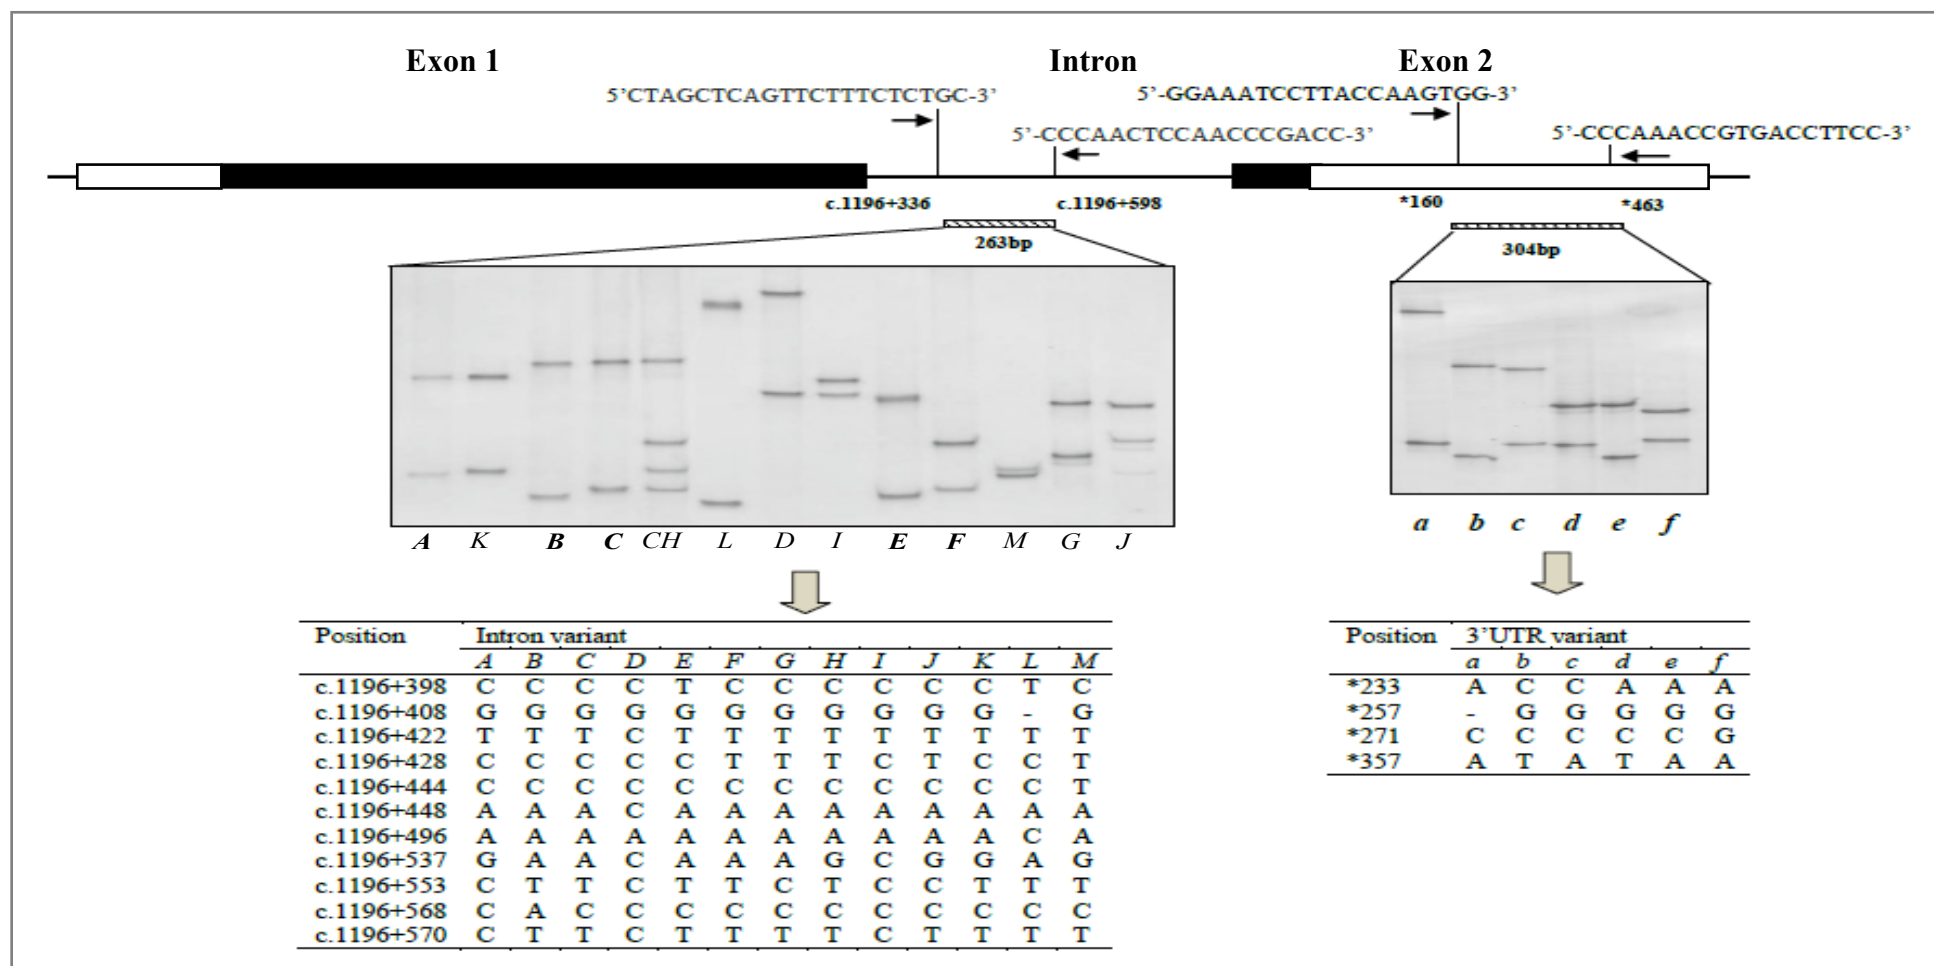 Exon 1 Intron Exon 2
5'CTAGCTCAGTTCTTTCTCTGC-3' 5'-GGAAATCCTTACCAAGTGG-3'
5'-CCCAACTCCAACCCGACC-3' 5'-CCCAAACCGTGACCTTCC-3'
c.1196+336 c.1196+598 *160 *463
263bp 304bp
A K B C CH L D I E F M G J
a b c d e f
Position Intron variant
A B C D E F G H I J K L M
c.1196+398 C C C C T C C C C C C T C
c.1196+408 G G G G G G G G G G G - G
c.1196+422 T T T C T T T T T T T T T
c.1196+428 C C C C C T T T C T C C T
c.1196+444 C C C C C C C C C C C C T
c.1196+448 A A A C A A A A A A A A A
c.1196+496 A A A A A A A A A A A C A
c.1196+537 G A A C A A A G C G G A G
c.1196+553 C T T C T T C T C C T T T
c.1196+568 C A C C C C C C C C C C C
c.1196+570 C T T C T T T T C T T T T
Position 3'UTR variant
a b c d e f
*233 A C C A A A
*257 - G G G G G
*271 C C C C C G
*357 A T A T A A